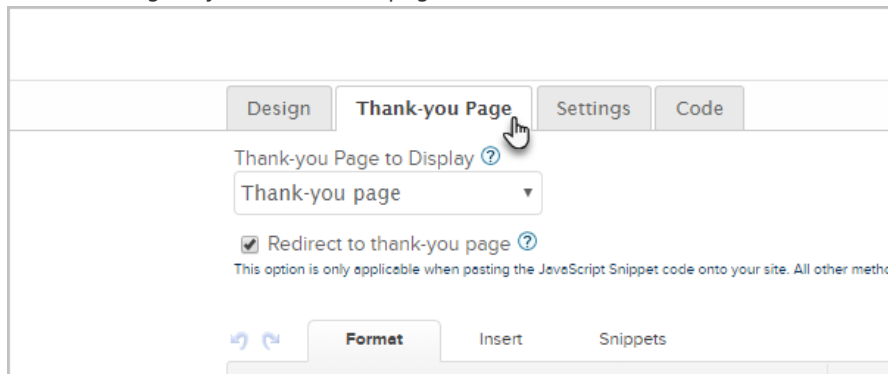 Design Thank-you Page Settings Code
Thank-you Page to Display ?
Thank-you page
Redirect to thank-you page ?
This option is only applicable when pasting the JavaScript Snippet code onto your site. All other
Format Insert Snippets